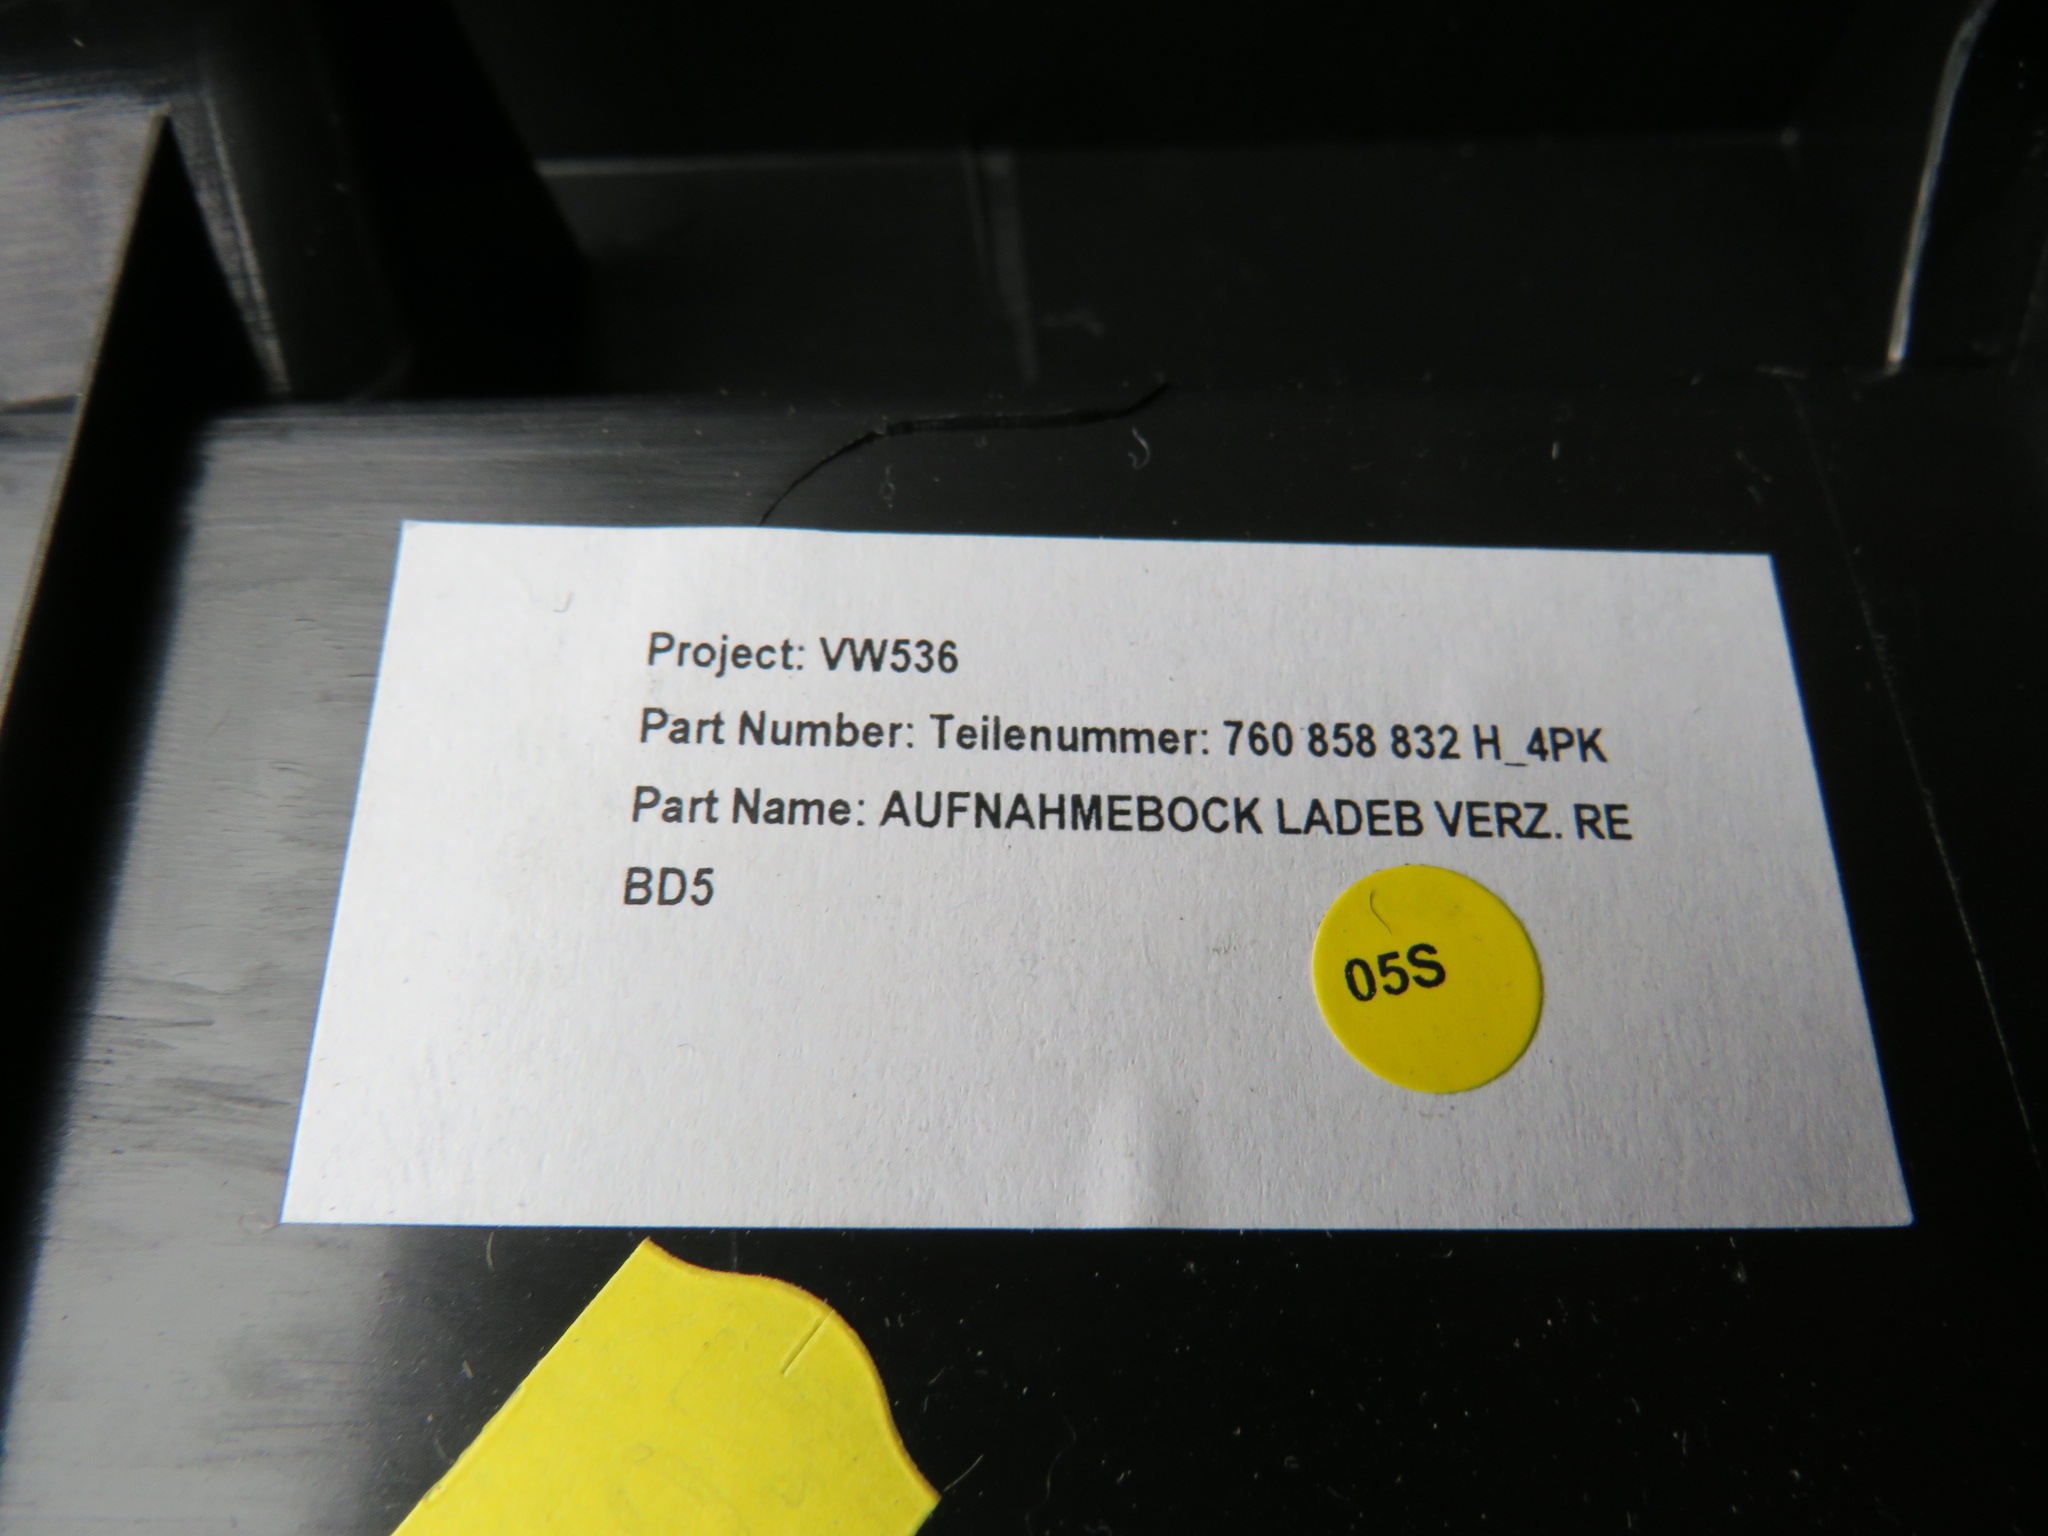 Project: VW536
Part Number: Teilenummer: 760 858 832 H_4PK
Part Name: AUFNAHMEBOCK LADEB VERZ. RE
BD5
05S